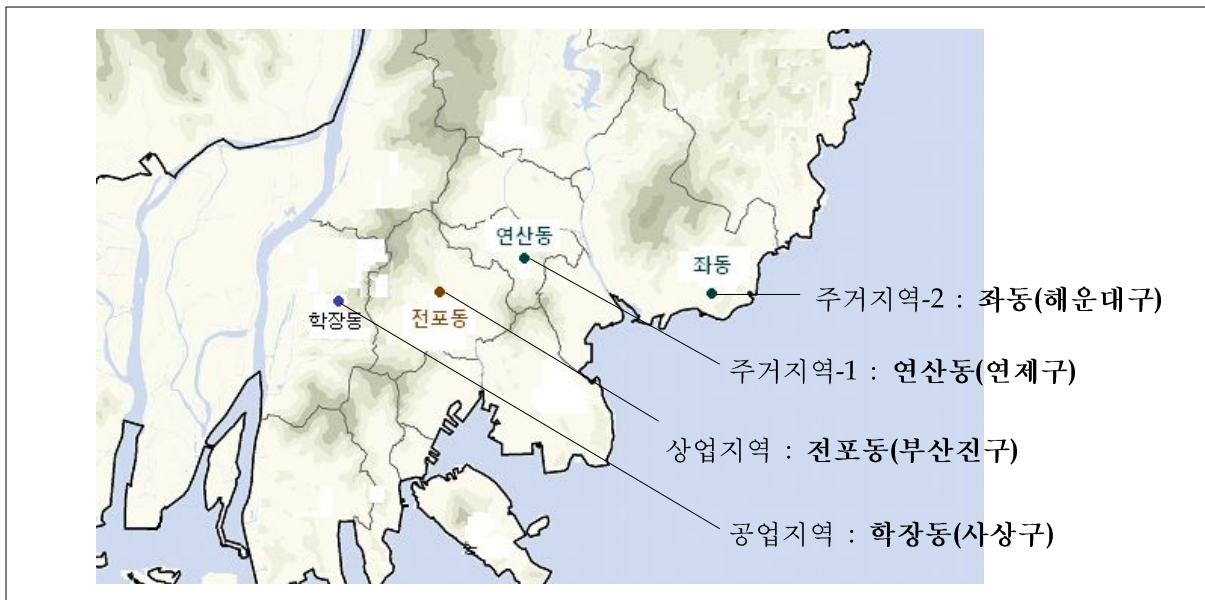 연산동
좌동
학장동
전포동
주거지역-2 : 좌동(해운대구)
주거지역-1 : 연산동(연제구)
상업지역 : 전포동(부산진구)
공업지역 : 학장동(사상구)